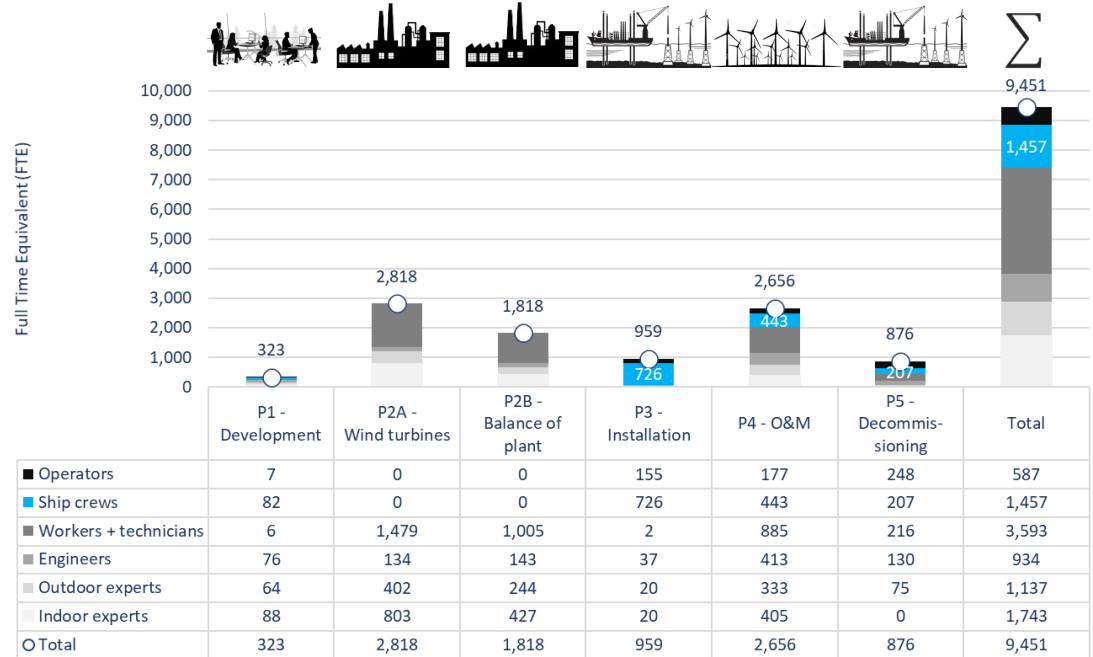 ∑
9,451
10,000
9,000
8,000
7,000
6,000
5,000
4,000
3,000
2,000
1,000
0
Full Time Equivalent (FTE)
323
2,818
1,818
959
726
2,656
443
876
207
1,457
P1 - Development
P2A - Wind turbines
P2B - Balance of plant
P3 - Installation
P4 - O&M
P5 - Decommis-sioning
Total
Operators 7 0 0 155 177 248 587
Ship crews 82 0 0 726 443 207 1,457
Workers + technicians 6 1,479 1,005 2 885 216 3,593
Engineers 76 134 143 37 413 130 934
Outdoor experts 64 402 244 20 333 75 1,137
Indoor experts 88 803 427 20 405 0 1,743
Total 323 2,818 1,818 959 2,656 876 9,451